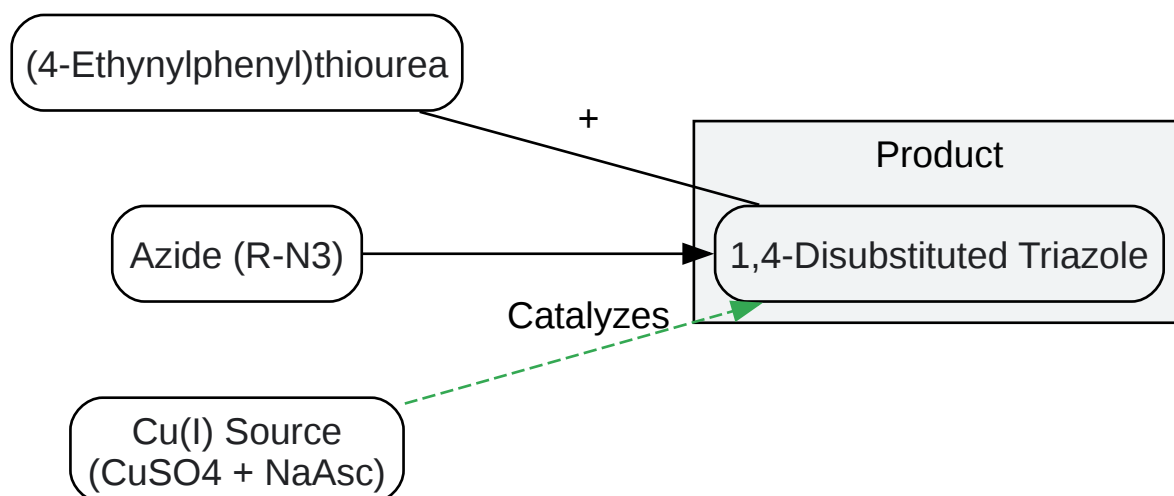 (4-Ethynylphenyl)thiourea
+
Product
Azide (R-N3)
1,4-Disubstituted Triazole
Catalyzes
Cu(I) Source
(CuSO4 + NaAsc)